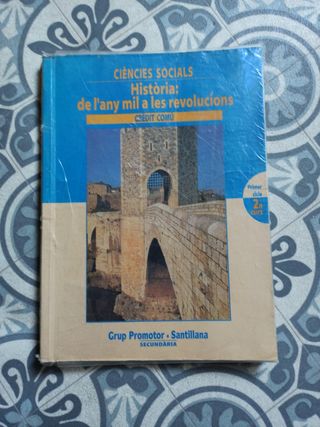 CIÈNCIES SOCIALS
Història:
de l'any mil a les revolucions
CRÈDIT COMÚ
Primer
cicle
2n
curs
Grup Promotor • Santillana
SECUNDÀRIA